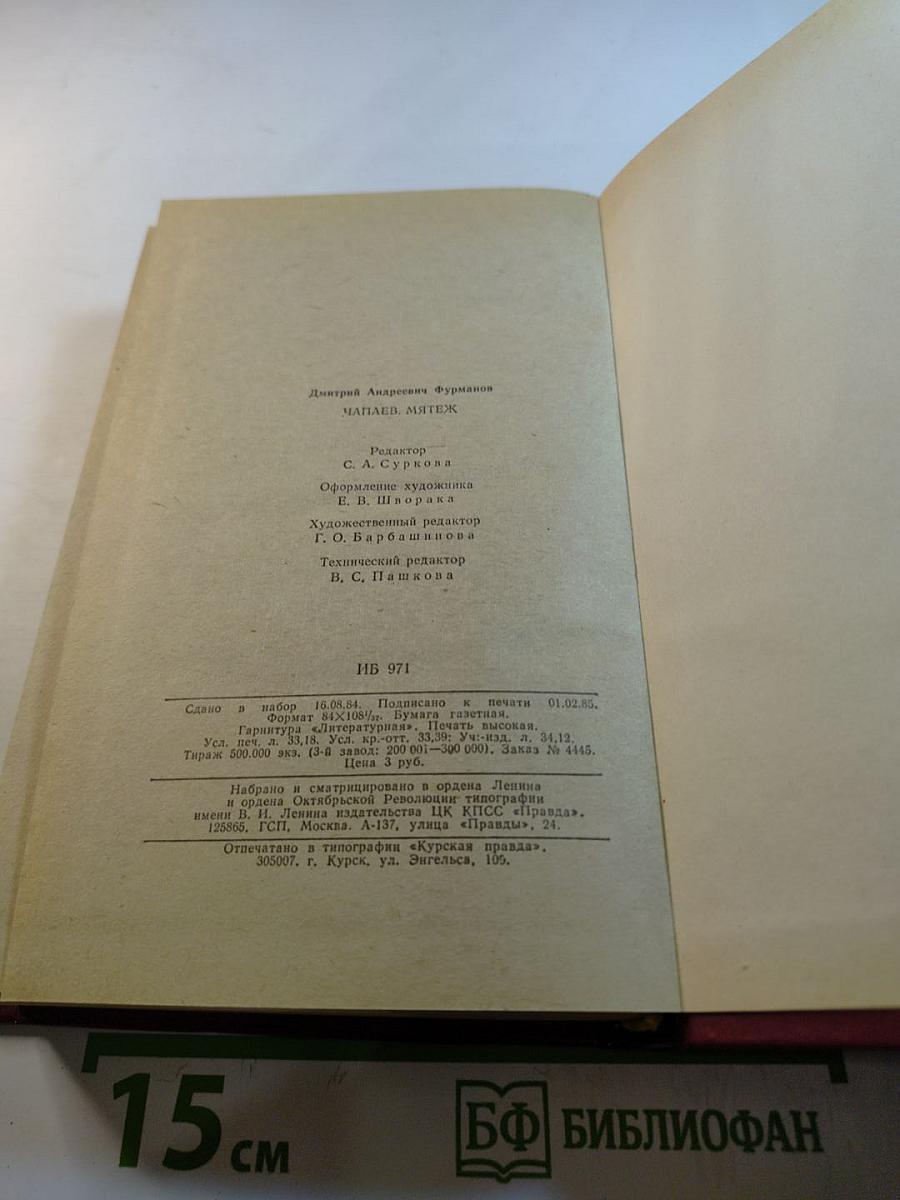 Дмитрий Андреевич Фурманов
ЧАПАЕВ. МЯТЕЖ
Редактор
С. А. Суркова
Оформление художника
Е. В. Шворака
Художественный редактор
Г. О. Барбашинова
Технический редактор
В. С. Пашкова
ИБ 971
Сдано в набор 16.08.84. Подписано к печати 01.02.85.
Формат 84×108¹/₃₂. Бумага газетная.
Гарнитура «Литературная». Печать высокая.
Усл. печ. л. 33,18. Усл. кр.-отт. 33,39; Уч:-изд. л. 34,12.
Тираж 500.000 экз. (3-й завод: 200 001—300 000). Заказ № 4445.
Цена 3 руб.
Набрано и сматрицировано в ордена Ленина
и ордена Октябрьской Революции типографии
имени В. И. Ленина издательства ЦК КПСС «Правда».
125865, ГСП, Москва. А-137, улица «Правды», 24.
Отпечатано в типографии «Курская правда».
305007. г. Курск, ул. Энгельса, 109.
15 см
БФ БИБЛИОФАН